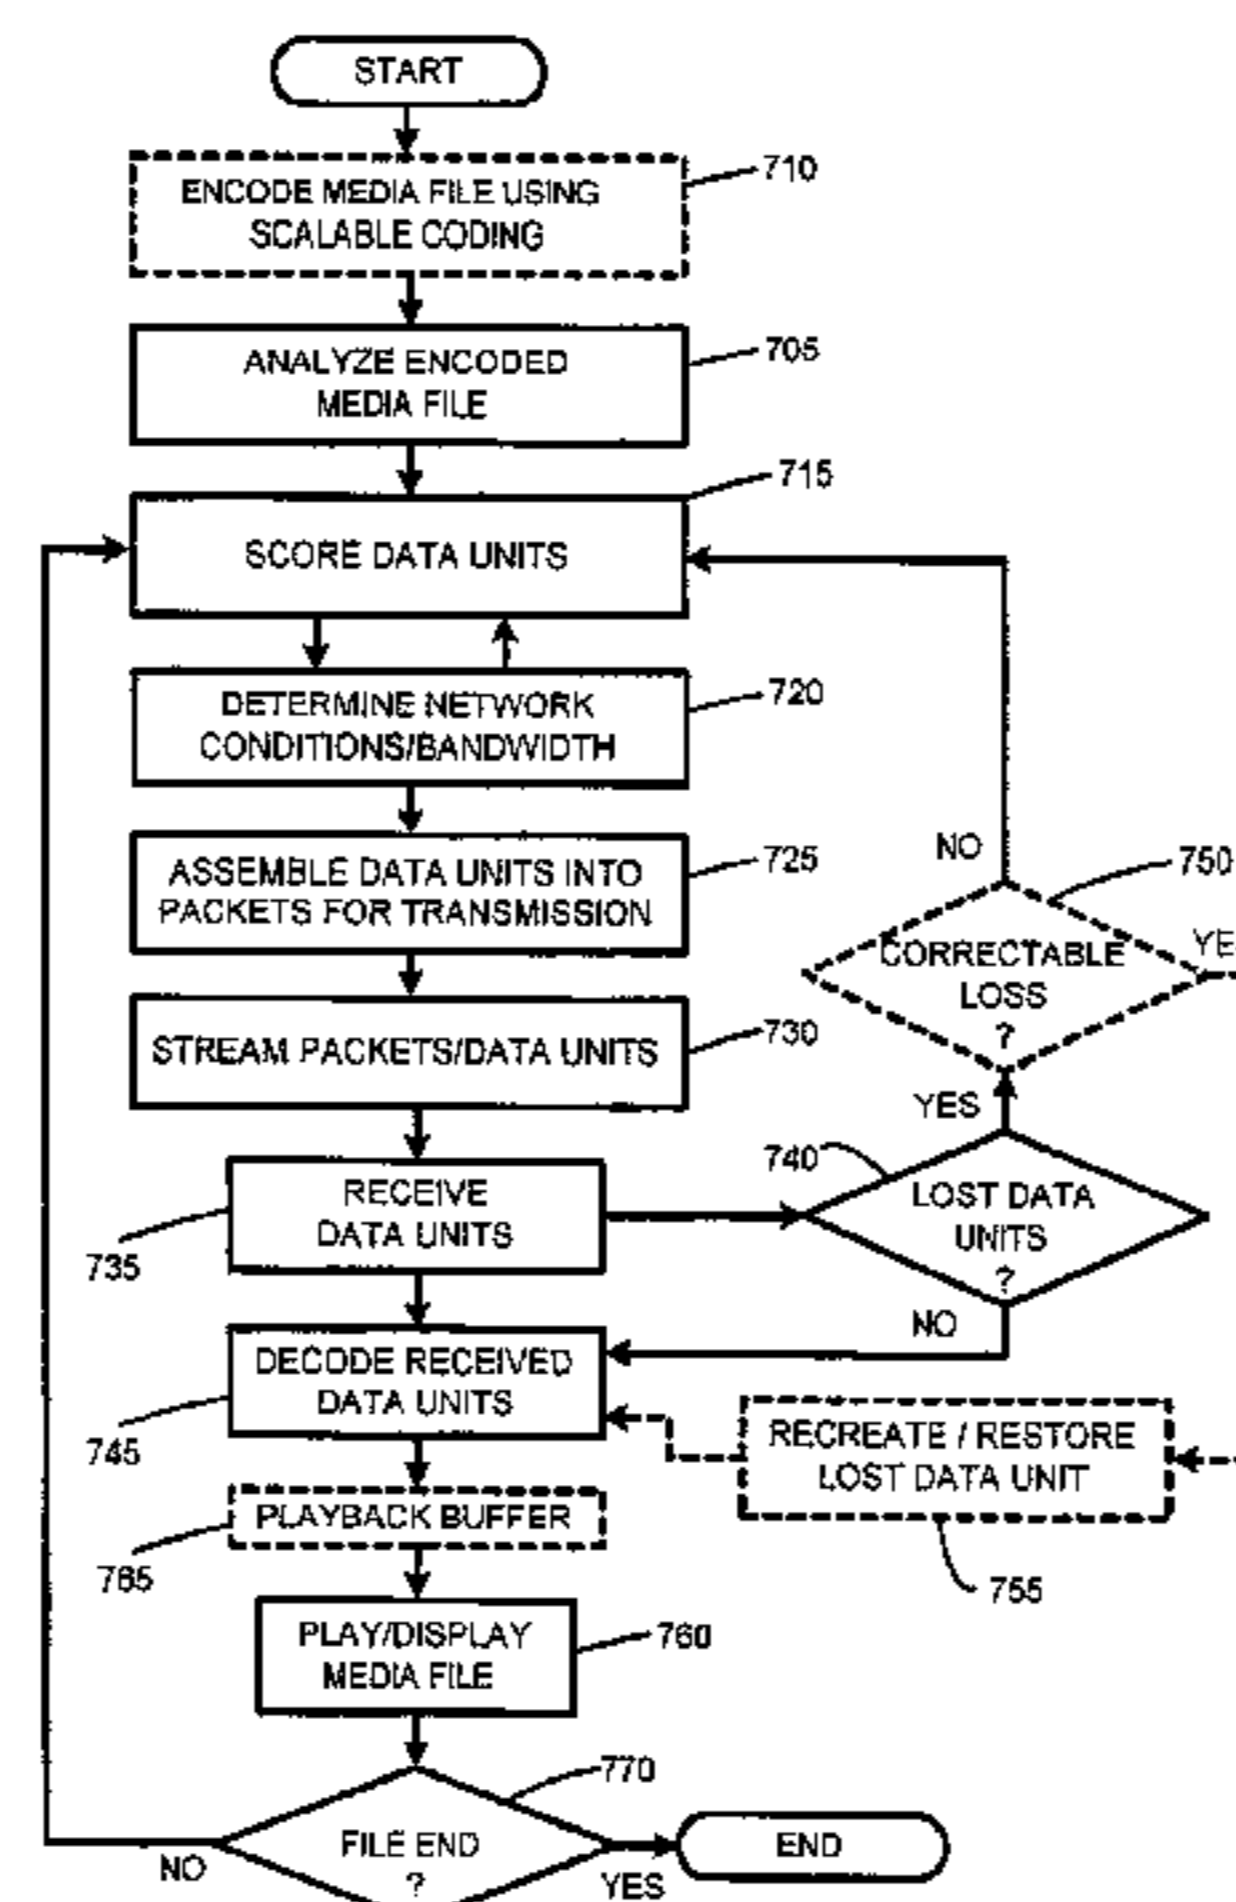 START
ENCODE MEDIA FILE USING
SCALABLE CODING
710
ANALYZE ENCODED
MEDIA FILE
705
715
SCORE DATA UNITS
DETERMINE NETWORK
CONDITIONS/BANDWIDTH
720
ASSEMBLE DATA UNITS INTO
PACKETS FOR TRANSMISSION
725
NO
750
CORRECTABLE
LOSS
?
YE
STREAM PACKETS/DATA UNITS
730
YES
RECEIVE
DATA UNITS
735
740
LOST DATA
UNITS
?
NO
DECODE RECEIVED
DATA UNITS
745
RECREATE / RESTORE
LOST DATA UNIT
755
PLAYBACK BUFFER
765
PLAY/DISPLAY
MEDIA FILE
760
770
FILE END
?
NO
YES
END